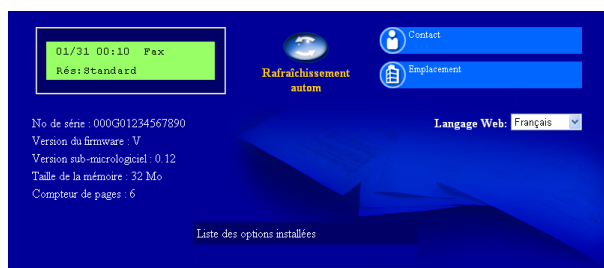 01/31 00:10 Fax
Rés:Standard
Rafraîchissement
autom
Contact
Emplacement
No de série : 000G01234567890
Version du firmware : V
Version sub-micrologiciel : 0.12
Taille de la mémoire : 32 Mo
Compteur de pages : 6
Langage Web: Français
Liste des options installées